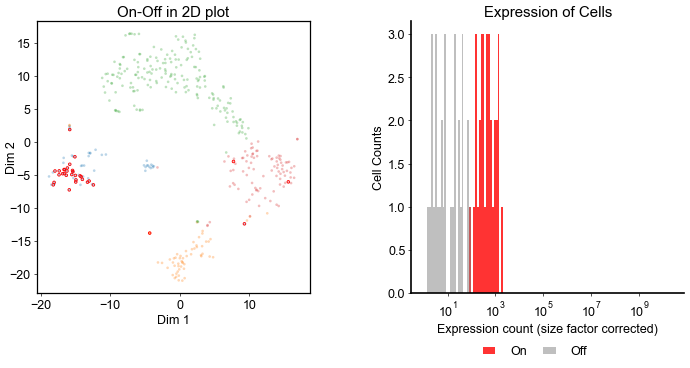 On-Off in 2D plot
15
10
5
0
−5
−10
−15
−20
Dim 2
−20 −10 0 10
Dim 1
Expression of Cells
3.0
2.5
2.0
1.5
1.0
0.5
0.0
Cell Counts
10^1 10^3 10^5 10^7 10^9
Expression count (size factor corrected)
On Off